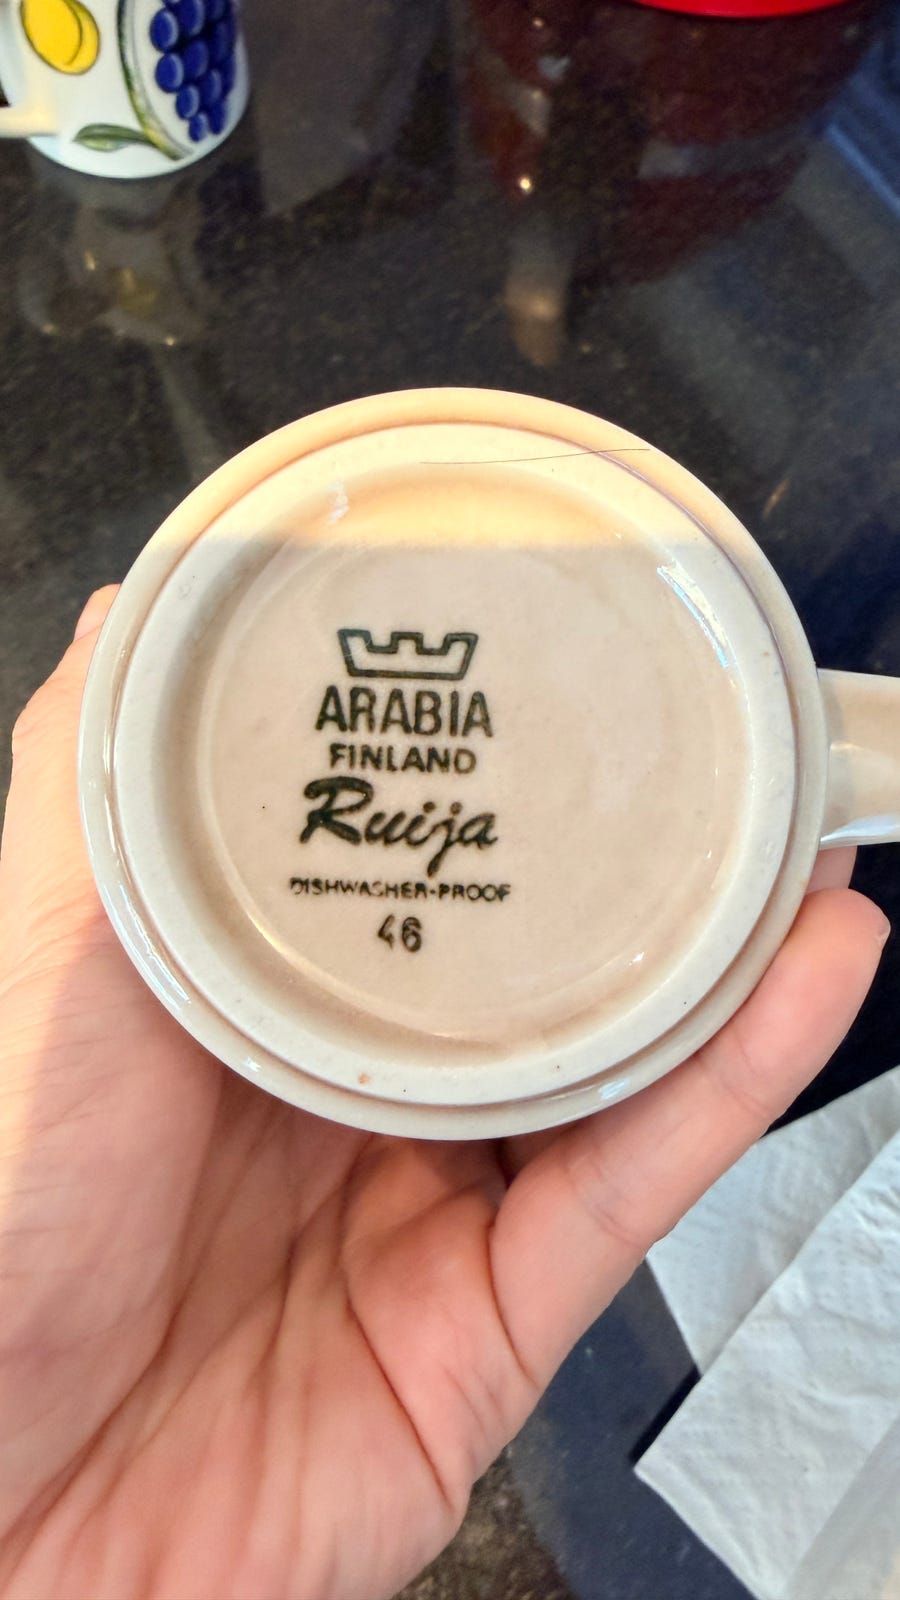 ARABIA
FINLAND
Ruija
DISHWASHER-PROOF
46